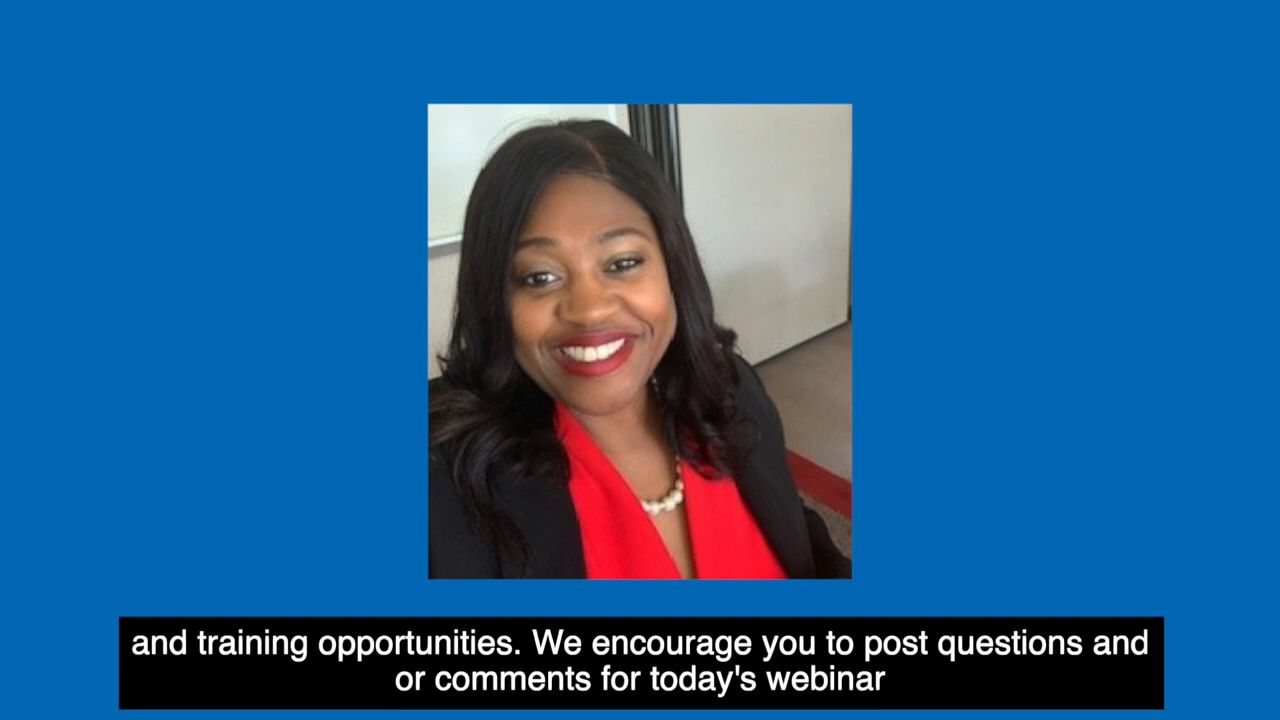 and training opportunities. We encourage you to post questions and
or comments for today's webinar